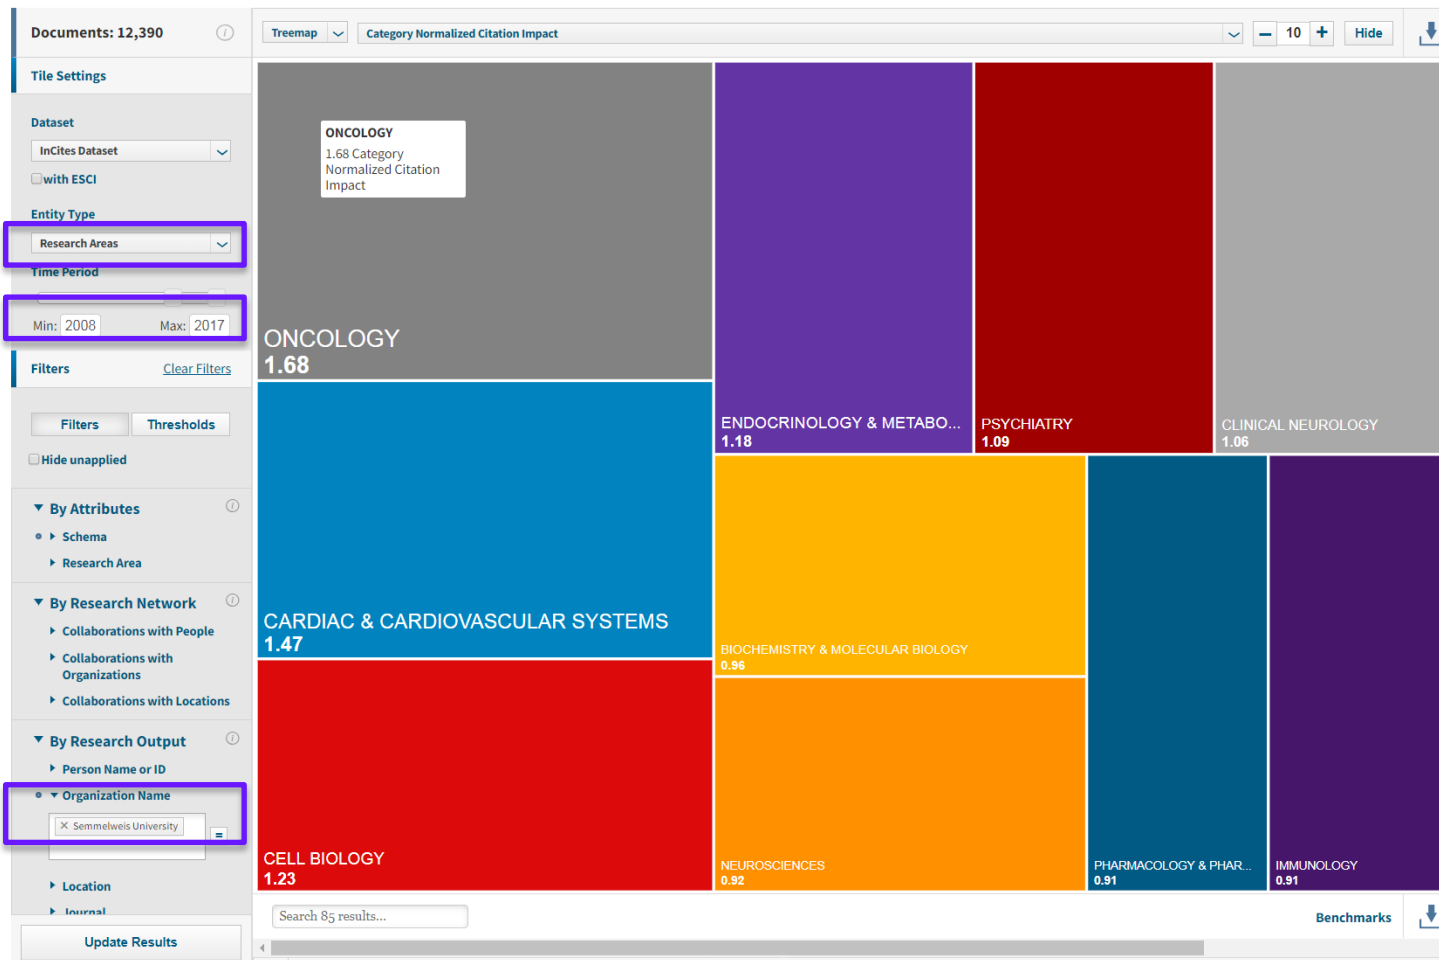 Documents: 12,390
Tile Settings
Dataset
InCites Dataset
with ESCI
Entity Type
Research Areas
Time Period
Min: 2008 Max: 2017
Filters Clear Filters
Filters Thresholds
Hide unapplied
By Attributes
Schema
Research Area
By Research Network
Collaborations with People
Collaborations with
Organizations
Collaborations with Locations
By Research Output
Person Name or ID
Organization Name
× Semmelweis University
=
Location
Journal
Update Results
Treemap Category Normalized Citation Impact – 10 + Hide
ONCOLOGY
1.68 Category
Normalized Citation
Impact
ONCOLOGY
1.68
CARDIAC & CARDIOVASCULAR SYSTEMS
1.47
CELL BIOLOGY
1.23
ENDOCRINOLOGY & METABO...
1.18
PSYCHIATRY
1.09
CLINICAL NEUROLOGY
1.06
BIOCHEMISTRY & MOLECULAR BIOLOGY
0.96
NEUROSCIENCES
0.92
PHARMACOLOGY & PHAR...
0.91
IMMUNOLOGY
0.91
Search 85 results...
Benchmarks